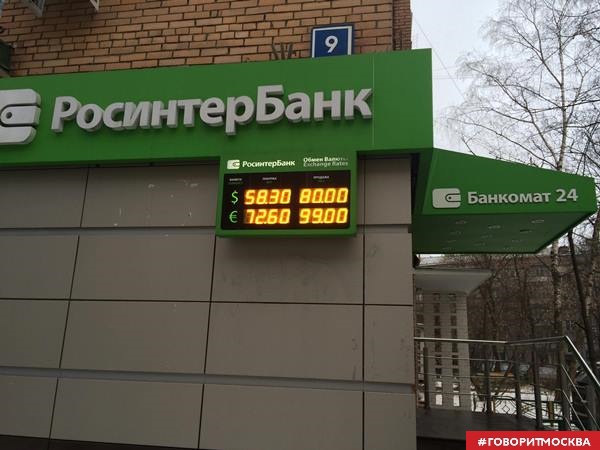 9
РосинтерБанк
РосинтерБанк
Обмен Валюты
Exchange Rates
ПОКУПКА ПРОДАЖА
$ 58.30 80.00
€ 72.60 99.00
Банкомат 24
#ГОВОРИТМОСКВА